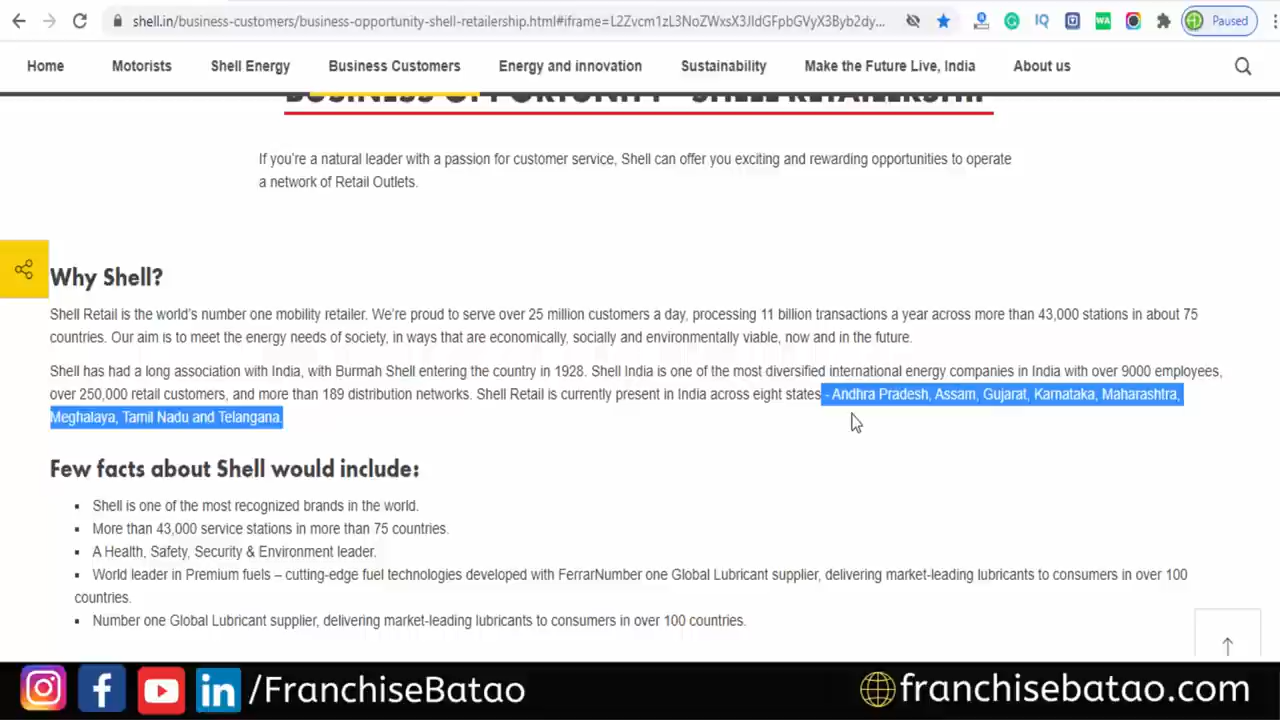 shell.in/business-customers/business-opportunity-shell-retailership.html#iframe=L2Zvcm1zL3NoZWxsX3JldGFpbGVyX3Byb2dy...
Paused
Home Motorists Shell Energy Business Customers Energy and innovation Sustainability Make the Future Live, India About us
BUSINESS OPPORTUNITY - SHELL RETAILERSHIP
If you're a natural leader with a passion for customer service, Shell can offer you exciting and rewarding opportunities to operate
a network of Retail Outlets.
Why Shell?
Shell Retail is the world's number one mobility retailer. We're proud to serve over 25 million customers a day, processing 11 billion transactions a year across more than 43,000 stations in about 75
countries. Our aim is to meet the energy needs of society, in ways that are economically, socially and environmentally viable, now and in the future.
Shell has had a long association with India, with Burmah Shell entering the country in 1928. Shell India is one of the most diversified international energy companies in India with over 9000 employees,
over 250,000 retail customers, and more than 189 distribution networks. Shell Retail is currently present in India across eight states - Andhra Pradesh, Assam, Gujarat, Karnataka, Maharashtra,
Meghalaya, Tamil Nadu and Telangana.
Few facts about Shell would include:
▪ Shell is one of the most recognized brands in the world.
▪ More than 43,000 service stations in more than 75 countries.
▪ A Health, Safety, Security & Environment leader.
▪ World leader in Premium fuels – cutting-edge fuel technologies developed with FerrarNumber one Global Lubricant supplier, delivering market-leading lubricants to consumers in over 100
countries.
▪ Number one Global Lubricant supplier, delivering market-leading lubricants to consumers in over 100 countries.
/FranchiseBatao franchisebatao.com